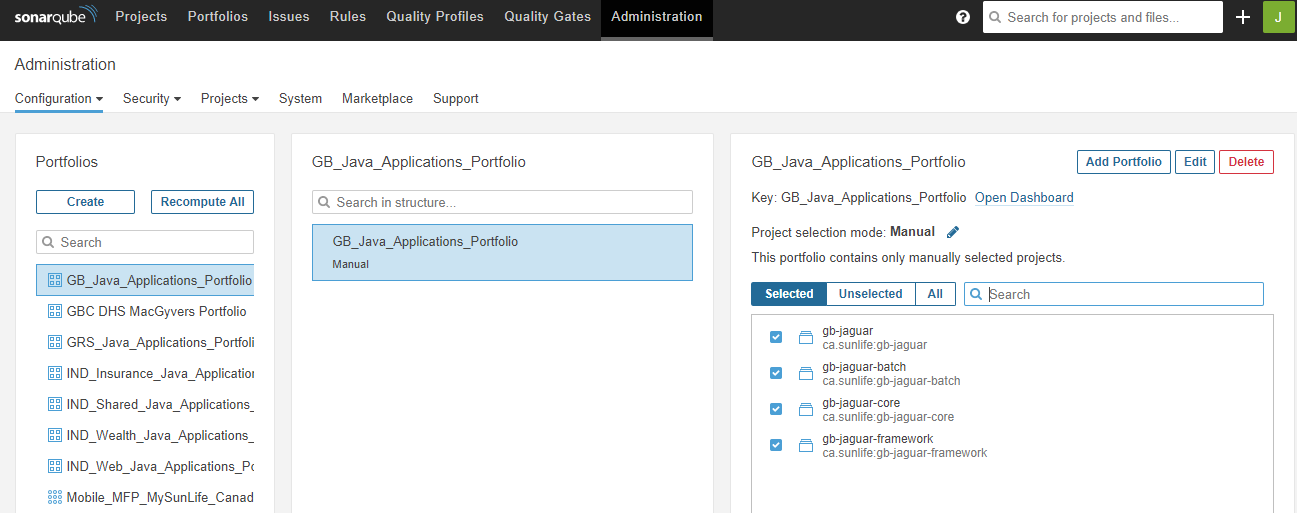 sonarqube Projects Portfolios Issues Rules Quality Profiles Quality Gates Administration ? Search for projects and files... + J
Administration
Configuration Security Projects System Marketplace Support
Portfolios
Create Recompute All
Search
GB_Java_Applications_Portfolio
GBC DHS MacGyvers Portfolio
GRS_Java_Applications_Portfoli
IND_Insurance_Java_Application
IND_Shared_Java_Applications_
IND_Wealth_Java_Applications_
IND_Web_Java_Applications_Po
Mobile_MFP_MySunLife_Canad
GB_Java_Applications_Portfolio
Search in structure...
GB_Java_Applications_Portfolio
Manual
GB_Java_Applications_Portfolio Add Portfolio Edit Delete
Key: GB_Java_Applications_Portfolio Open Dashboard
Project selection mode: Manual
This portfolio contains only manually selected projects.
Selected Unselected All Search
gb-jaguar
ca.sunlife:gb-jaguar
gb-jaguar-batch
ca.sunlife:gb-jaguar-batch
gb-jaguar-core
ca.sunlife:gb-jaguar-core
gb-jaguar-framework
ca.sunlife:gb-jaguar-framework